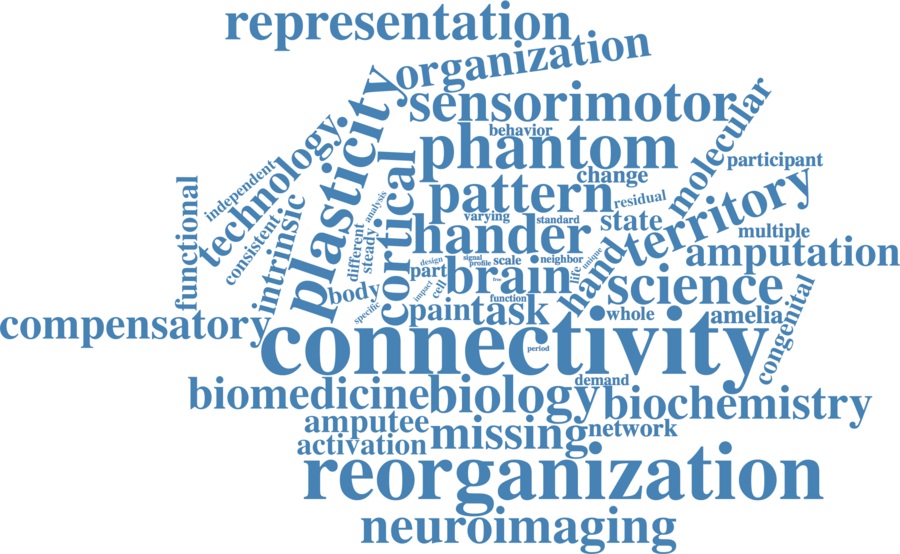 representation
organization
plasticity
sensorimotor
molecular
technology
behavior
phantom
cortical
participant
independent
change
pattern
residual
territory
functional
intrinsic
analysis
varying
standard
state
multiple
consistent
different
steady
hander
hand
amputation
design
signal
profile
scale
neighbor
unique
life
part
brain
free
science
body
impact
cell
function
specific
pain
task
whole
amelia
congenital
compensatory
connectivity
period
demand
biomedicine
biology
biochemistry
amputee
missing
network
activation
reorganization
neuroimaging